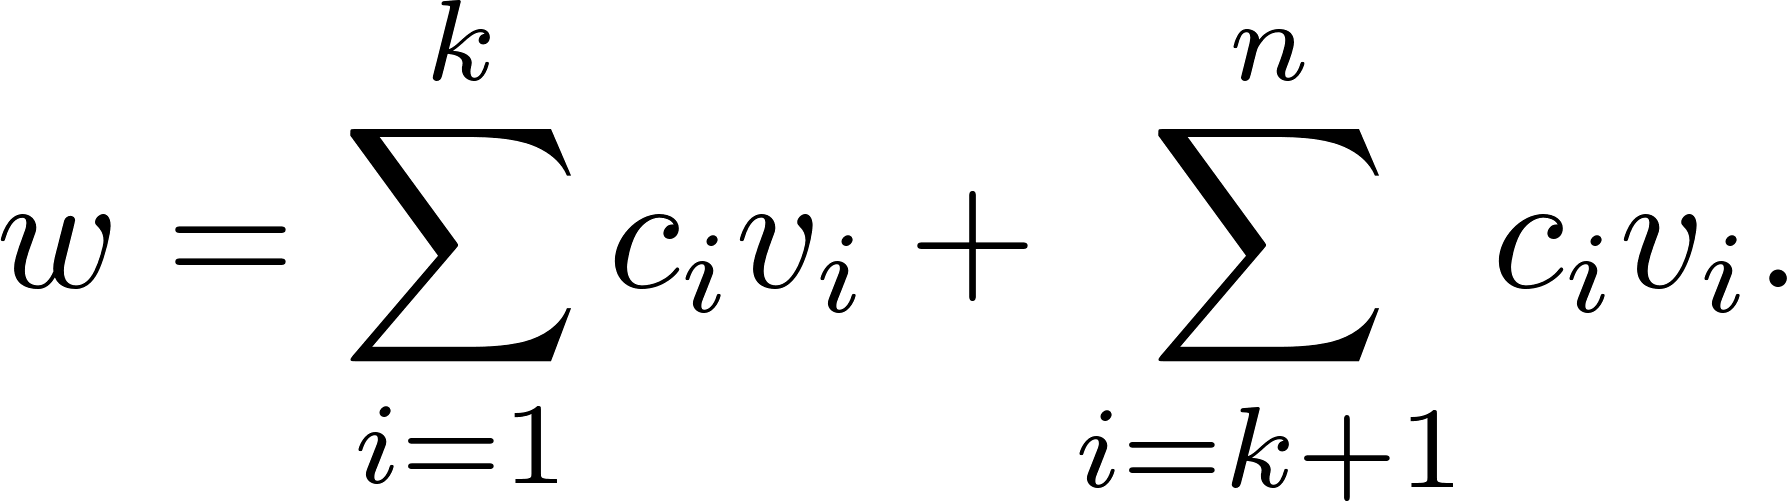 w = \sum_{i=1}^{k} c_i v_i + \sum_{i=k+1}^{n} c_i v_i.